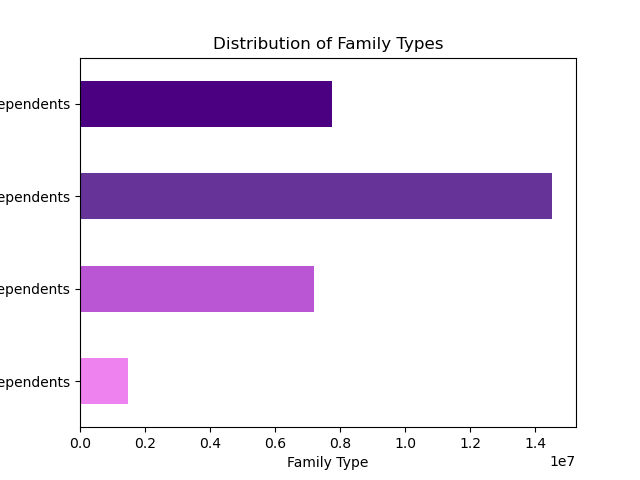 Distribution of Family Types
ependents
ependents
ependents
ependents
0.0 0.2 0.4 0.6 0.8 1.0 1.2 1.4
1e7
Family Type